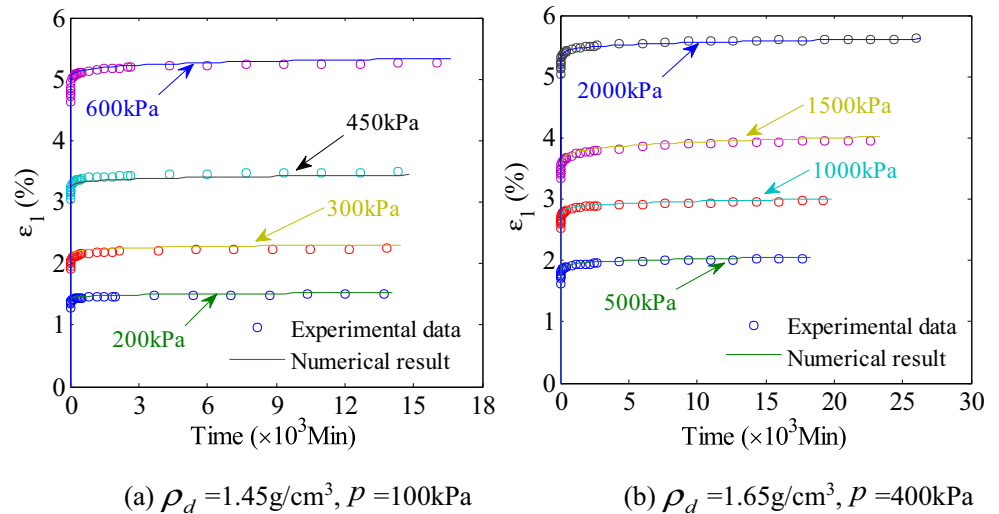 6
5
4
3
2
1
0
ε₁ (%)
600kPa
450kPa
300kPa
200kPa
Experimental data
Numerical result
0 3 6 9 12 15 18
Time (×10³Min)
(a) ρd =1.45g/cm³, p =100kPa
6
5
4
3
2
1
0
ε₁ (%)
2000kPa
1500kPa
1000kPa
500kPa
Experimental data
Numerical result
0 5 10 15 20 25 30
Time (×10³Min)
(b) ρd =1.65g/cm³, p =400kPa